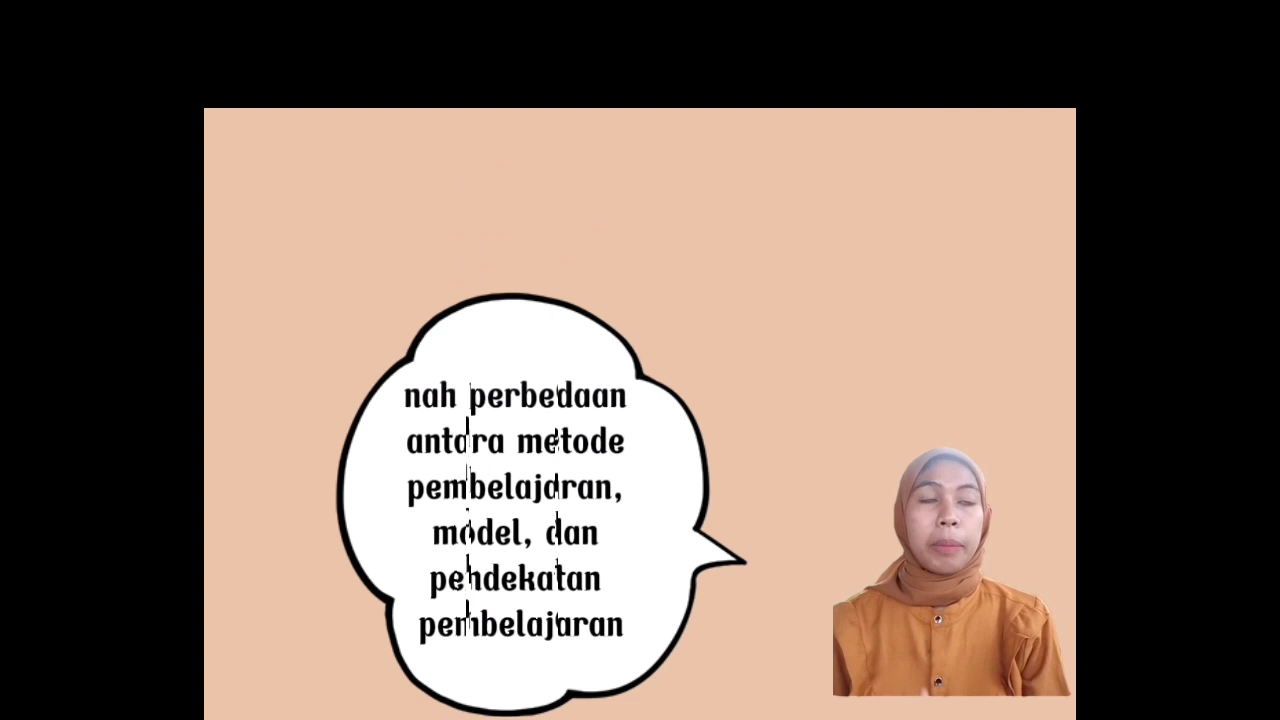 nah perbedaan
antara metode
pembelajaran,
model, dan
pendekatan
pembelajaran